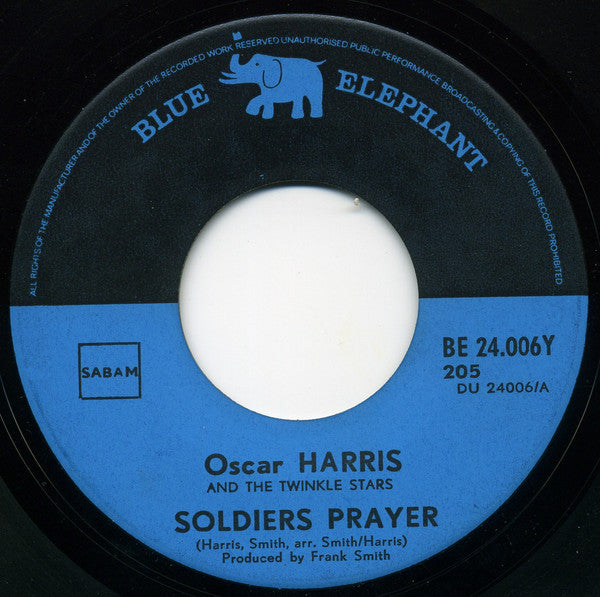 ALL RIGHTS OF THE MANUFACTURER AND OF THE OWNER OF THE RECORDED WORK RESERVED UNAUTHORISED PUBLIC PERFORMANCE BROADCASTING & COPYING OF THIS RECORD PROHIBITED
BLUE ELEPHANT
SABAM
BE 24.006Y
205
DU 24006/A
Oscar HARRIS
AND THE TWINKLE STARS
SOLDIERS PRAYER
(Harris, Smith, arr. Smith/Harris)
Produced by Frank Smith